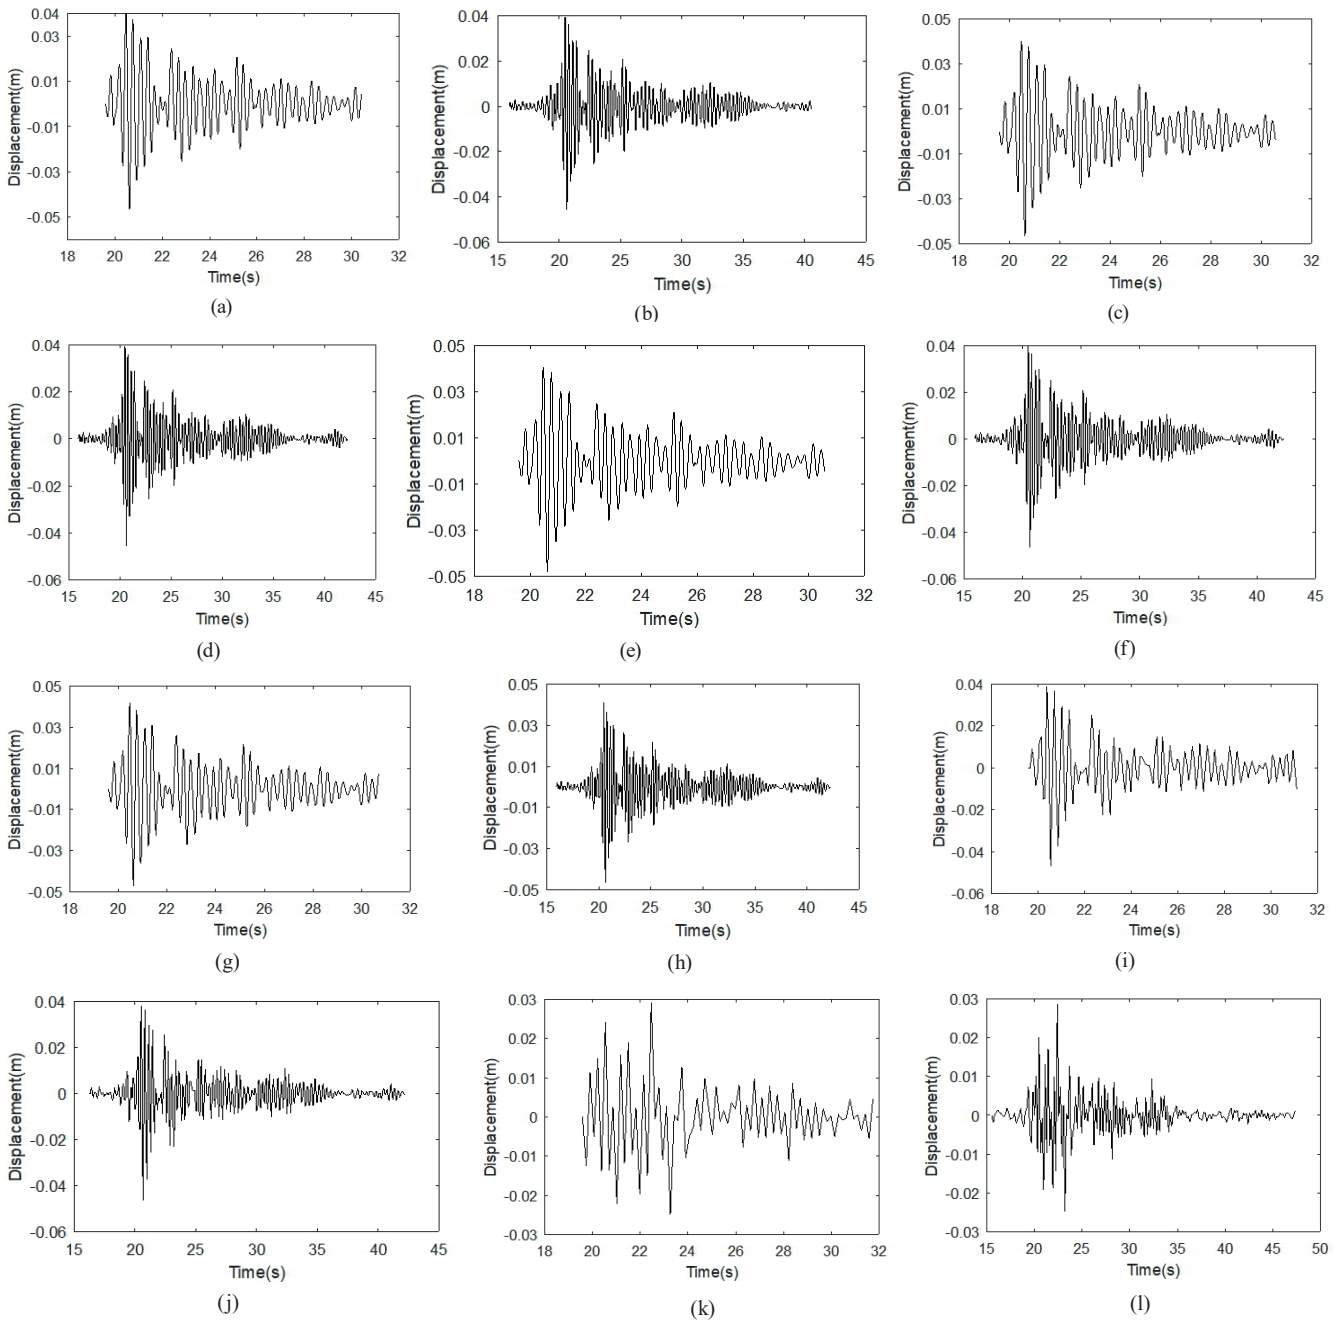 0.04
0.03
0.01
-0.01
-0.03
-0.05
Displacement(m)
18 20 22 24 26 28 30 32
Time(s)
(a)
0.04
0.02
0
-0.02
-0.04
-0.06
Displacement(m)
15 20 25 30 35 40 45
Time(s)
(b)
0.05
0.03
0.01
-0.01
-0.03
-0.05
Displacement(m)
18 20 22 24 26 28 30 32
Time(s)
(c)
0.04
0.02
0
-0.02
-0.04
-0.06
Displacement(m)
15 20 25 30 35 40 45
Time(s)
(d)
0.05
0.03
0.01
-0.01
-0.03
-0.05
Displacement(m)
18 20 22 24 26 28 30 32
Time(s)
(e)
0.04
0.02
0
-0.02
-0.04
-0.06
Displacement(m)
15 20 25 30 35 40 45
Time(s)
(f)
0.05
0.03
0.01
-0.01
-0.03
-0.05
Displacement(m)
18 20 22 24 26 28 30 32
Time(s)
(g)
0.05
0.03
0.01
-0.01
-0.03
-0.05
Displacement(m)
15 20 25 30 35 40 45
Time(s)
(h)
0.04
0.02
0
-0.02
-0.04
-0.06
Displacement(m)
18 20 22 24 26 28 30 32
Time(s)
(i)
0.04
0.02
0
-0.02
-0.04
-0.06
Displacement(m)
15 20 25 30 35 40 45
Time(s)
(j)
0.03
0.02
0.01
0
-0.01
-0.02
-0.03
Displacement(m)
18 20 22 24 26 28 30 32
Time(s)
(k)
0.03
0.02
0.01
0
-0.01
-0.02
-0.03
Displacement(m)
15 20 25 30 35 40 45 50
Time(s)
(l)